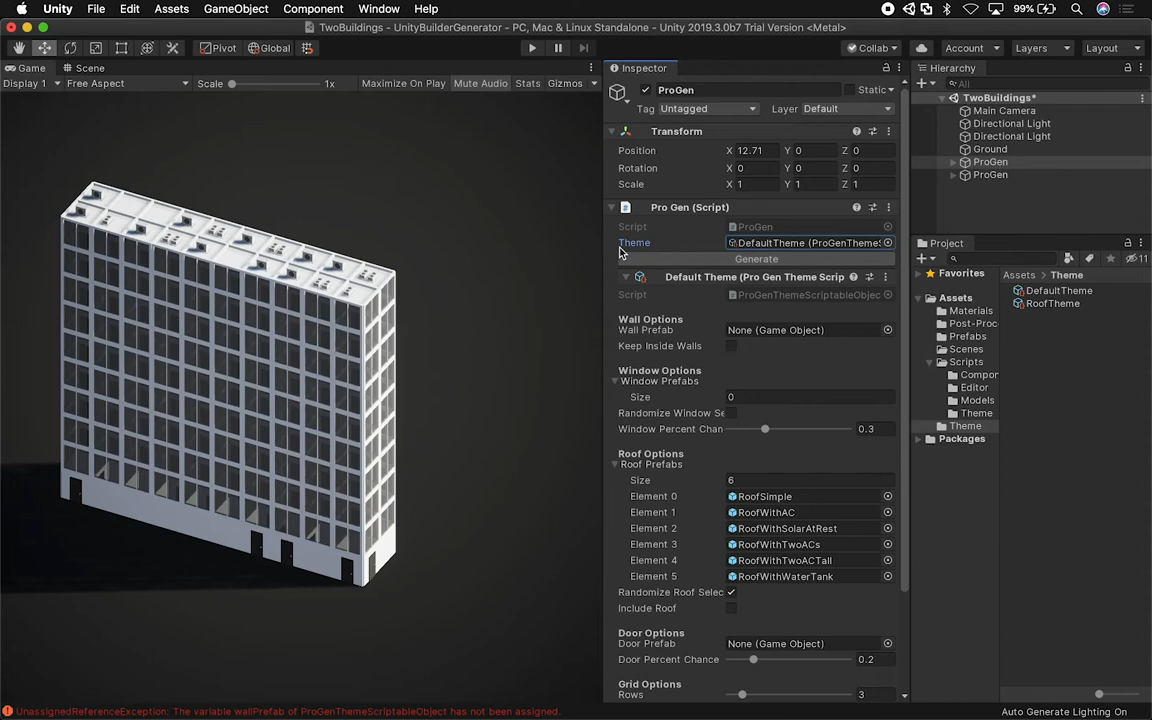 Unity File Edit Assets GameObject Component Window Help 99%
TwoBuildings - UnityBuilderGenerator - PC, Mac & Linux Standalone - Unity 2019.3.0b7 Trial Version <Metal>
Pivot Global Collab Account Layers Layout
Game Scene
Display 1 Free Aspect Scale 1x Maximize On Play Mute Audio Stats Gizmos
Inspector
ProGen Static
Tag Untagged Layer Default
Transform
Position X 12.71 Y 0 Z 0
Rotation X 0 Y 0 Z 0
Scale X 1 Y 1 Z 1
Pro Gen (Script)
Script ProGen
Theme DefaultTheme (ProGenThemeS
Generate
Default Theme (Pro Gen Theme Scrip
Script ProGenThemeScriptableObjec
Wall Options
Wall Prefab None (Game Object)
Keep Inside Walls
Window Options
Window Prefabs
Size 0
Randomize Window Se
Window Percent Chan 0.3
Roof Options
Roof Prefabs
Size 6
Element 0 RoofSimple
Element 1 RoofWithAC
Element 2 RoofWithSolarAtRest
Element 3 RoofWithTwoACs
Element 4 RoofWithTwoACTall
Element 5 RoofWithWaterTank
Randomize Roof Selec
Include Roof
Door Options
Door Prefab None (Game Object)
Door Percent Chance 0.2
Grid Options
Rows 3
Hierarchy
All
TwoBuildings*
Main Camera
Directional Light
Directional Light
Ground
ProGen
ProGen
Project
11
Favorites
Assets
Materials
Post-Proc
Prefabs
Scenes
Scripts
Compor
Editor
Models
Theme
Theme
Packages
Assets Theme
DefaultTheme
RoofTheme
UnassignedReferenceException: The variable wallPrefab of ProGenThemeScriptableObject has not been assigned.
Auto Generate Lighting On